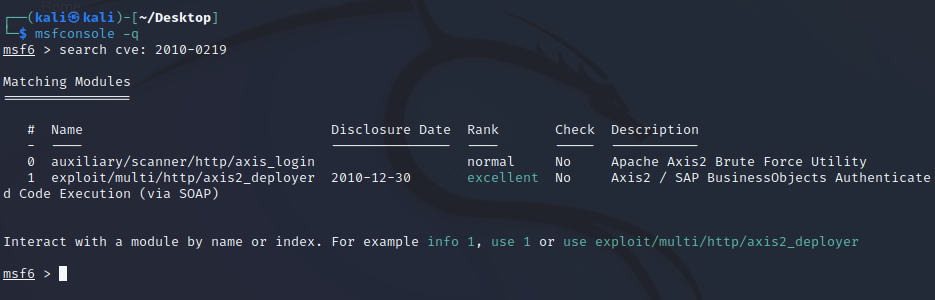 ┌──(kali㉿kali)-[~/Desktop]
└─$ msfconsole -q
msf6 > search cve: 2010-0219
Matching Modules
================
#  Name                                 Disclosure Date  Rank       Check  Description
-  ----                                 ---------------  ----       -----  -----------
0  auxiliary/scanner/http/axis_login                     normal     No     Apache Axis2 Brute Force Utility
1  exploit/multi/http/axis2_deployer  2010-12-30       excellent  No     Axis2 / SAP BusinessObjects Authenticate
d Code Execution (via SOAP)
Interact with a module by name or index. For example info 1, use 1 or use exploit/multi/http/axis2_deployer
msf6 >